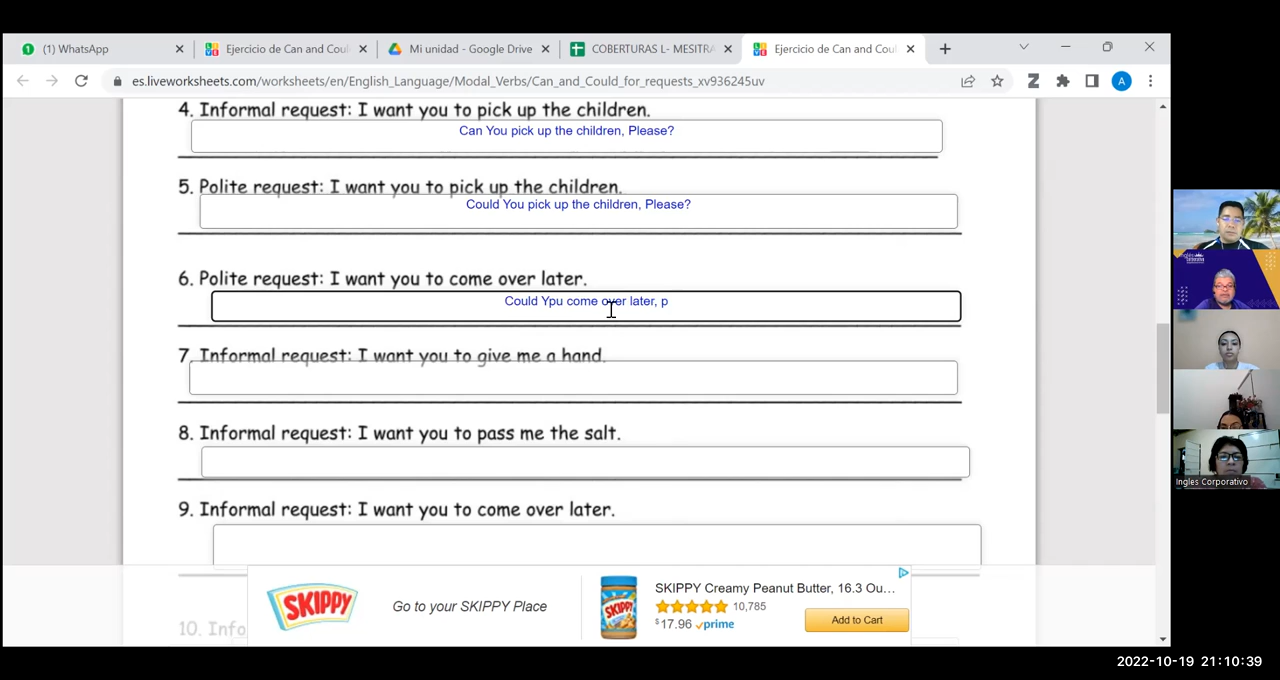 (1) WhatsApp
Ejercicio de Can and Coul
Mi unidad - Google Drive
COBERTURAS L- MESITRA
Ejercicio de Can and Coul
es.liveworksheets.com/worksheets/en/English_Language/Modal_Verbs/Can_and_Could_for_requests_xv936245uv
A
4. Informal request: I want you to pick up the children.
Can You pick up the children, Please?
5. Polite request: I want you to pick up the children.
Could You pick up the children, Please?
6. Polite request: I want you to come over later.
Could Ypu come over later, p
7. Informal request: I want you to give me a hand.
8. Informal request: I want you to pass me the salt.
9. Informal request: I want you to come over later.
10. Info
SKIPPY
Go to your SKIPPY Place
SKIPPY Creamy Peanut Butter, 16.3 Ou...
10,785
$17.96 prime
Add to Cart
Ingles Corporativo
2022-10-19 21:10:39